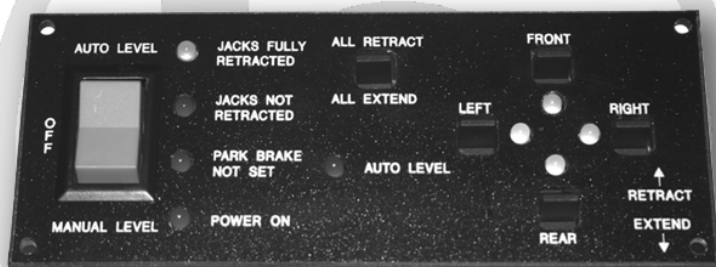 AUTO LEVEL
OFF
MANUAL LEVEL
JACKS FULLY
RETRACTED
JACKS NOT
RETRACTED
PARK BRAKE
NOT SET
POWER ON
ALL RETRACT
ALL EXTEND
AUTO LEVEL
FRONT
LEFT
RIGHT
REAR
RETRACT
EXTEND